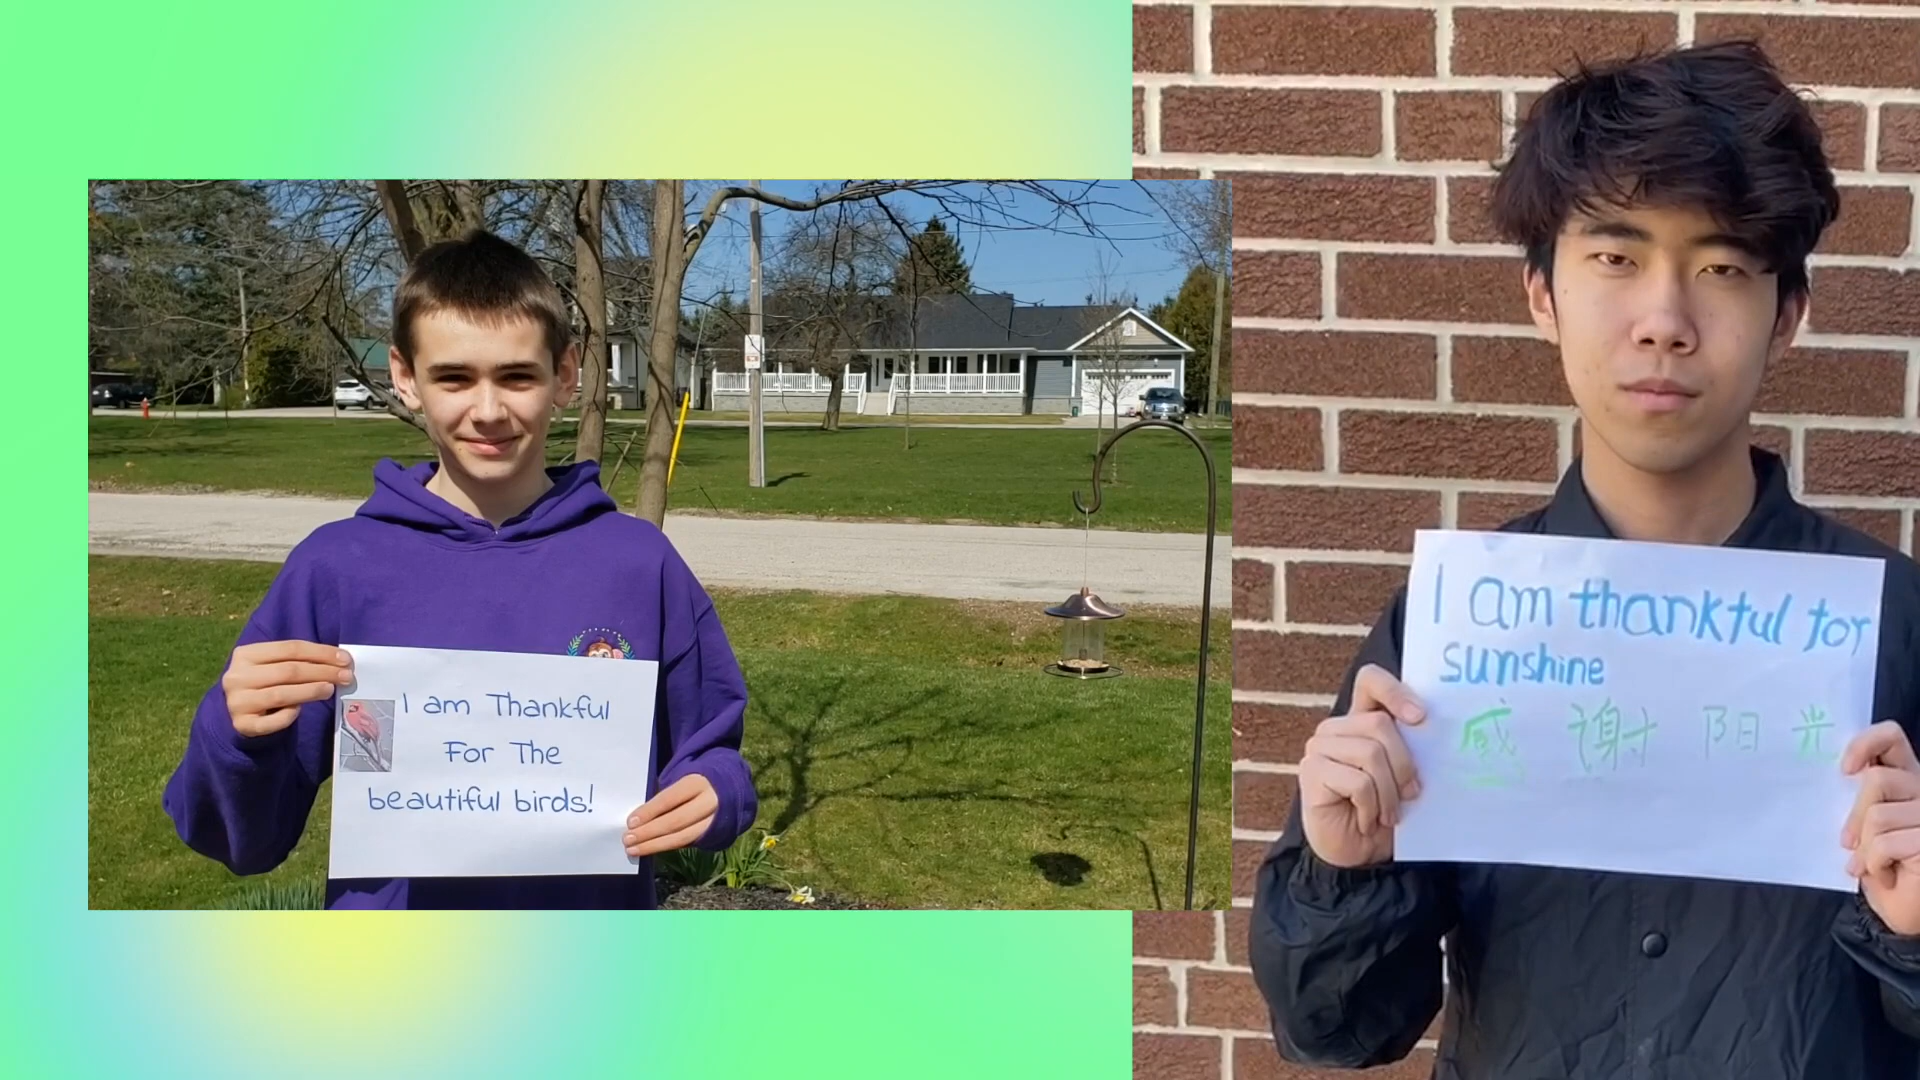 I am Thankful
For The
beautiful birds!
I am thankful for
sunshine
感谢阳光